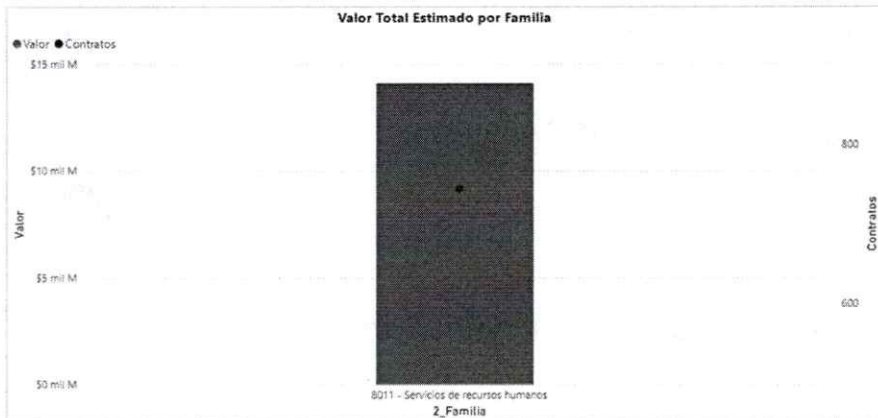 Valor Total Estimado por Familia
Valor Contratos
$15 mil M
$10 mil M
$5 mil M
$0 mil M
Valor
800
600
Contratos
8011 - Servicios de recursos humanos
2_Familia